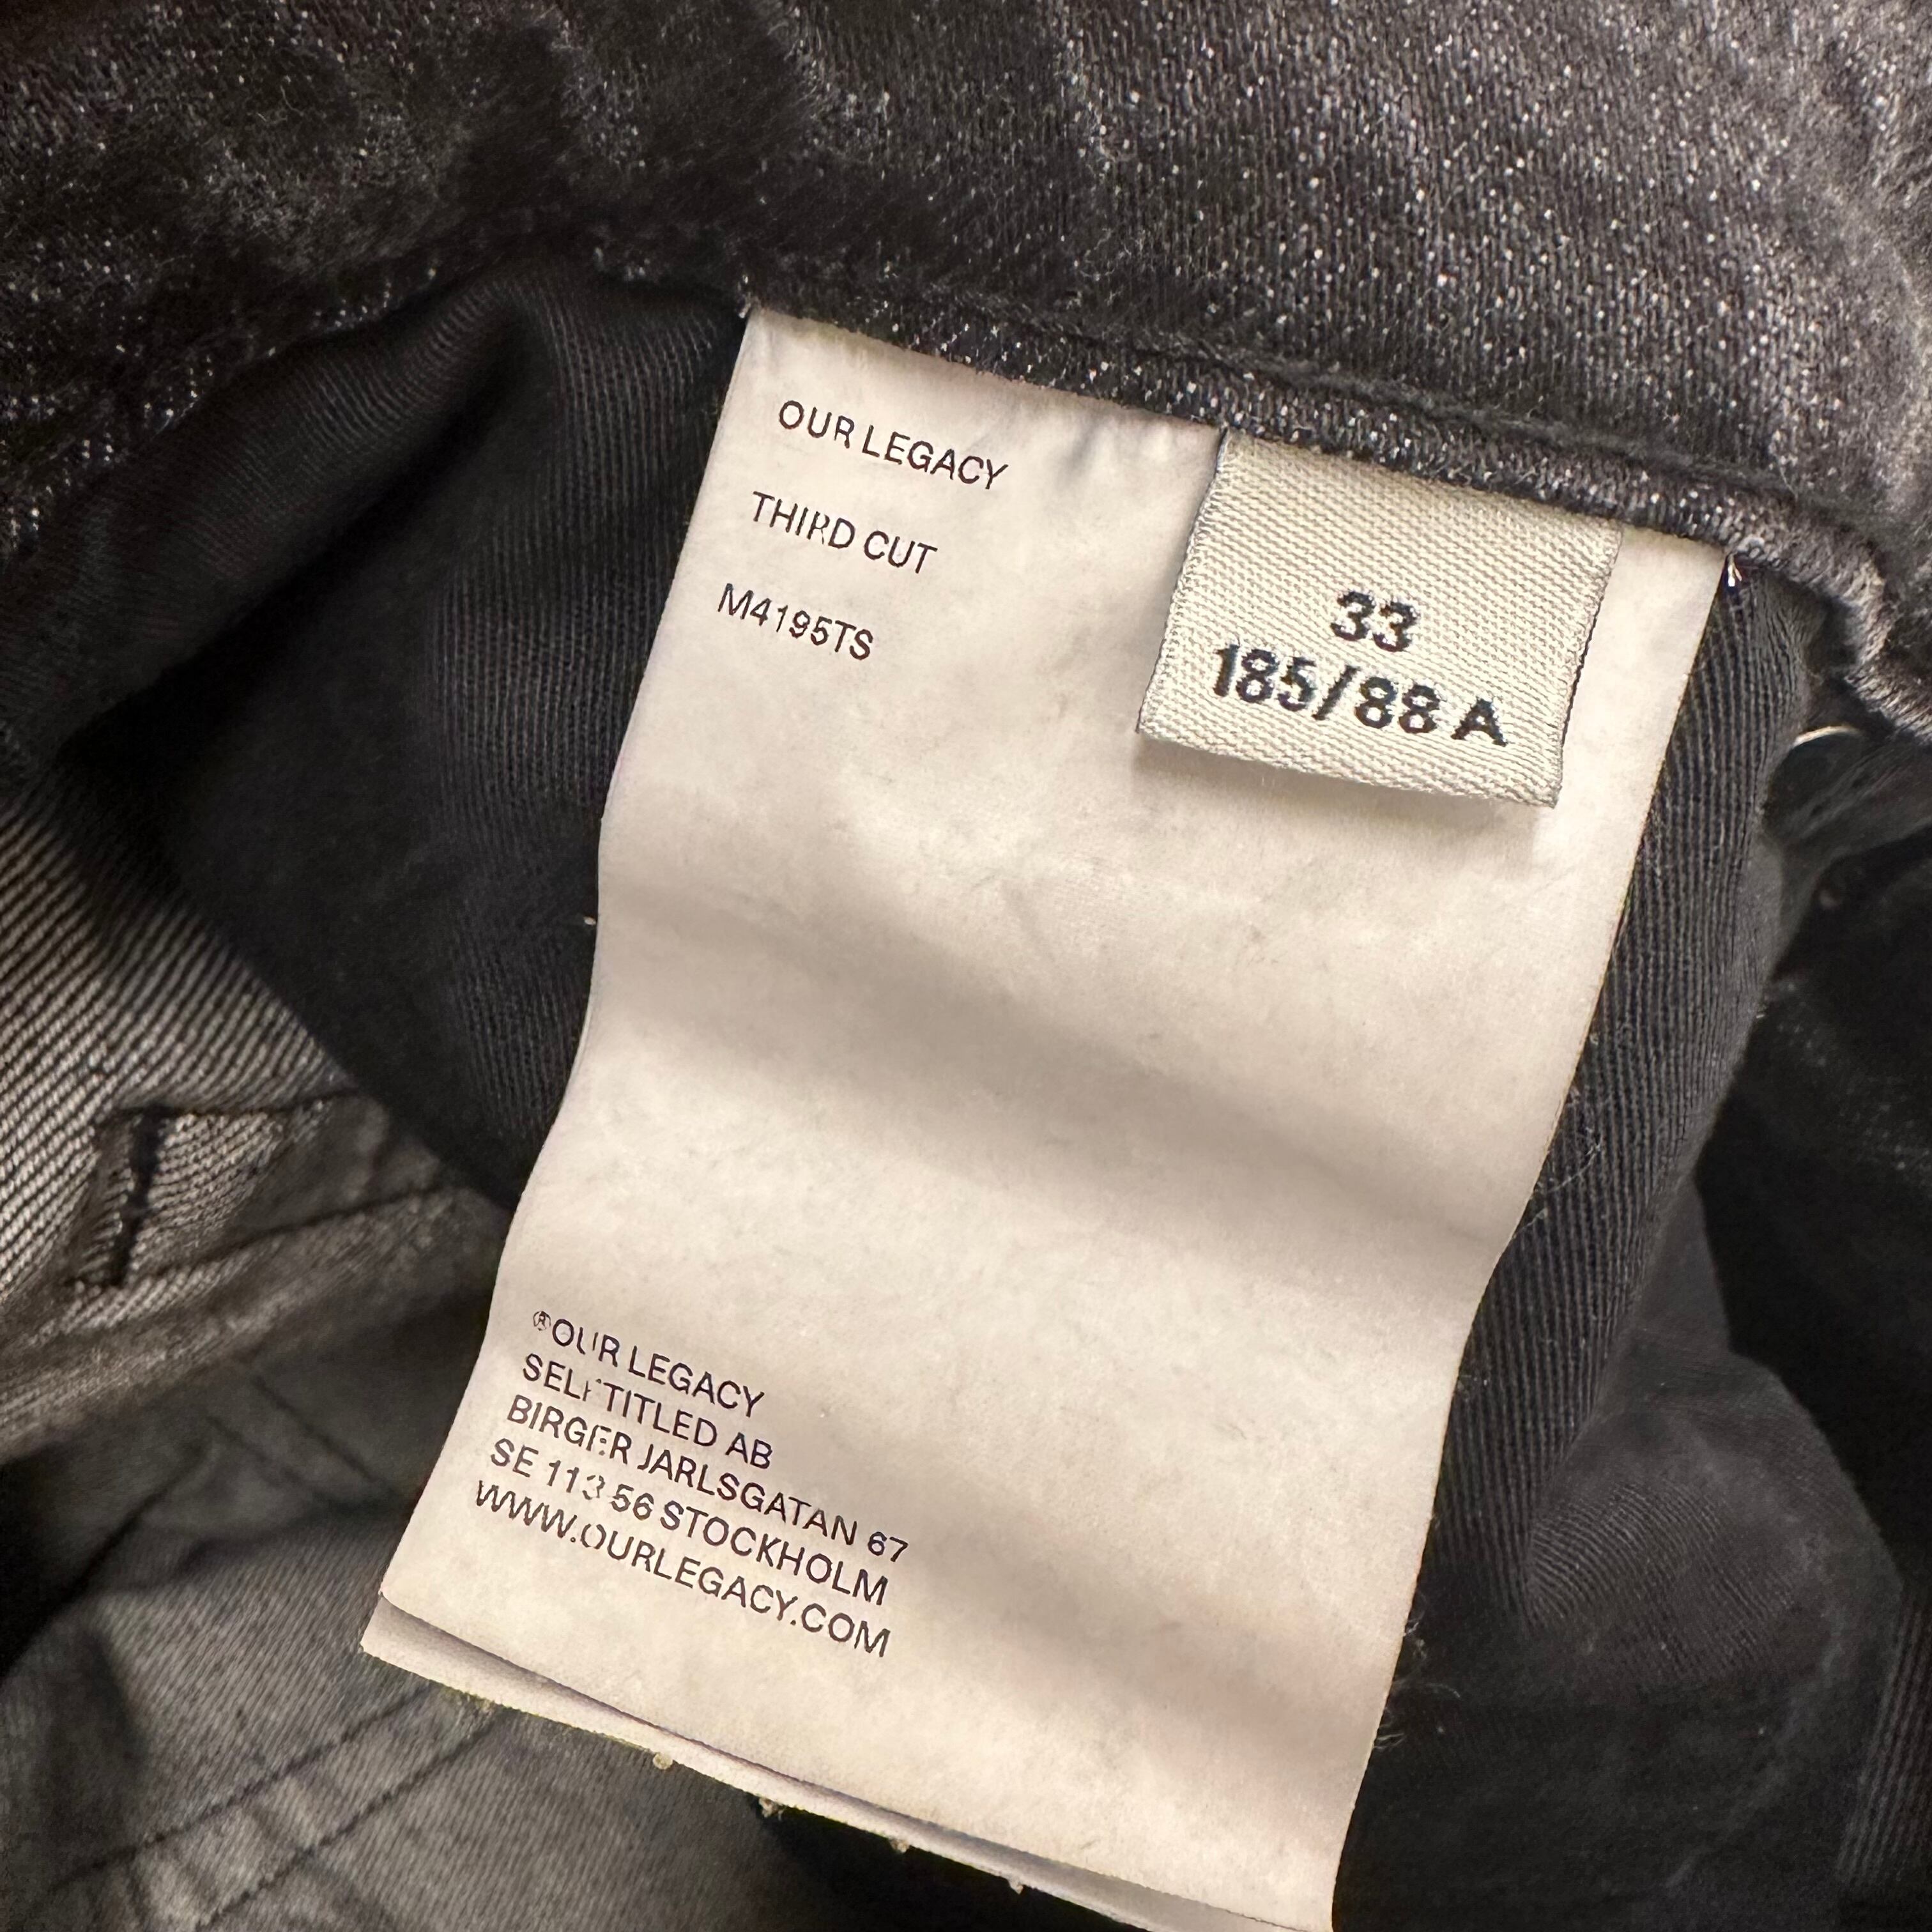 OUR LEGACY
THIRD CUT
M4195TS
33
185/88 A
®OUR LEGACY
SELFTITLED AB
BIRGER JARLSGATAN 67
SE 113 56 STOCKHOLM
WWW.OURLEGACY.COM